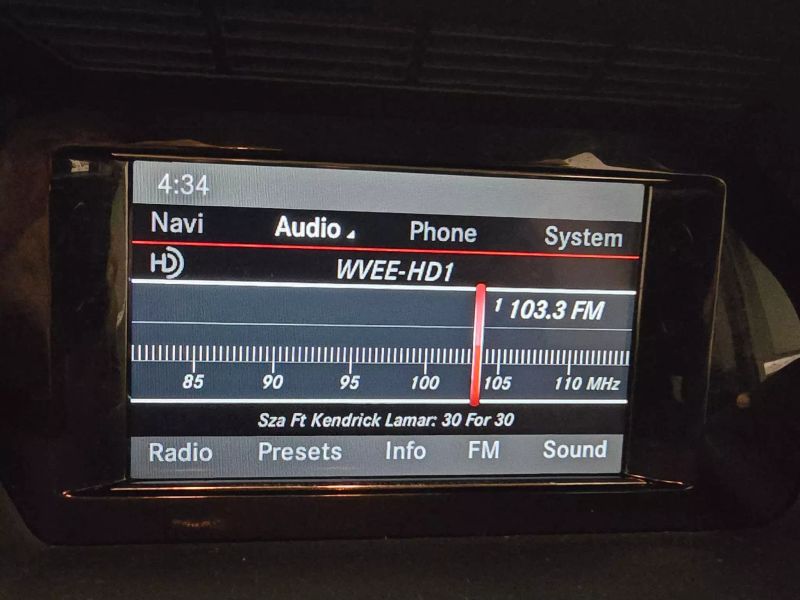 4:34
Navi Audio Phone System
HD WVEE-HD1
1 103.3 FM
85 90 95 100 105 110 MHz
Sza Ft Kendrick Lamar: 30 For 30
Radio Presets Info FM Sound